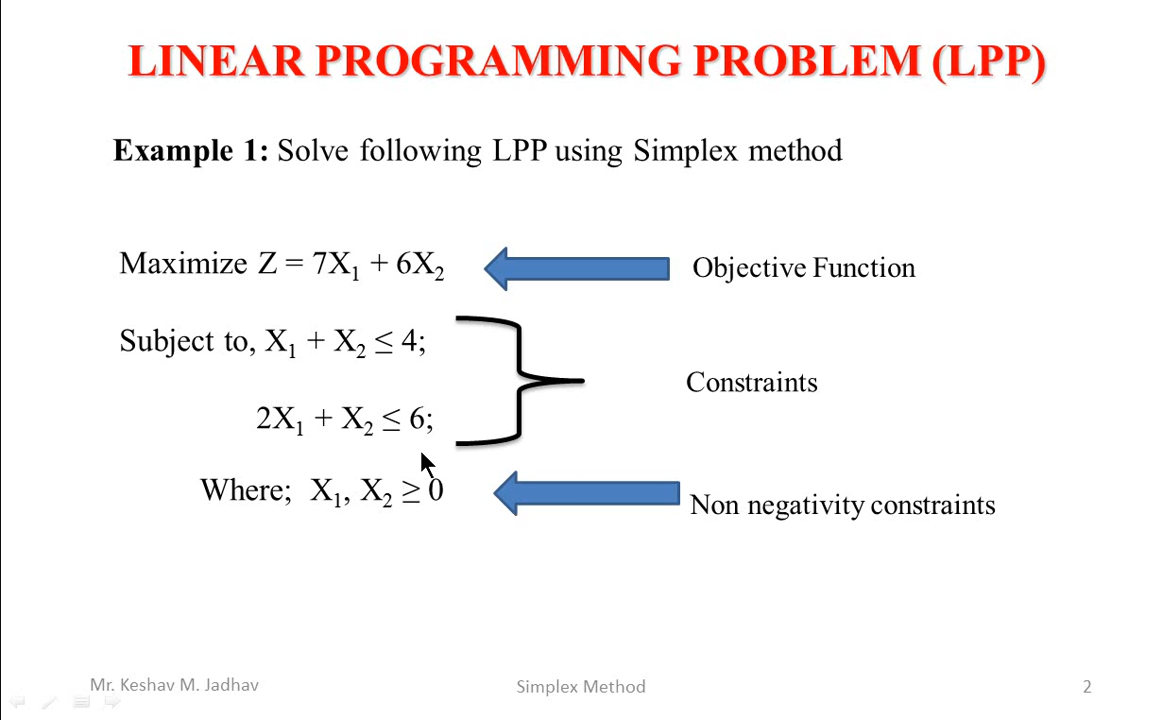 LINEAR PROGRAMMING PROBLEM (LPP)
Example 1: Solve following LPP using Simplex method
Maximize Z = 7X₁ + 6X₂
Objective Function
Subject to, X₁ + X₂ ≤ 4;
Constraints
2X₁ + X₂ ≤ 6;
Where; X₁, X₂ ≥ 0
Non negativity constraints
Mr. Keshav M. Jadhav
Simplex Method
2